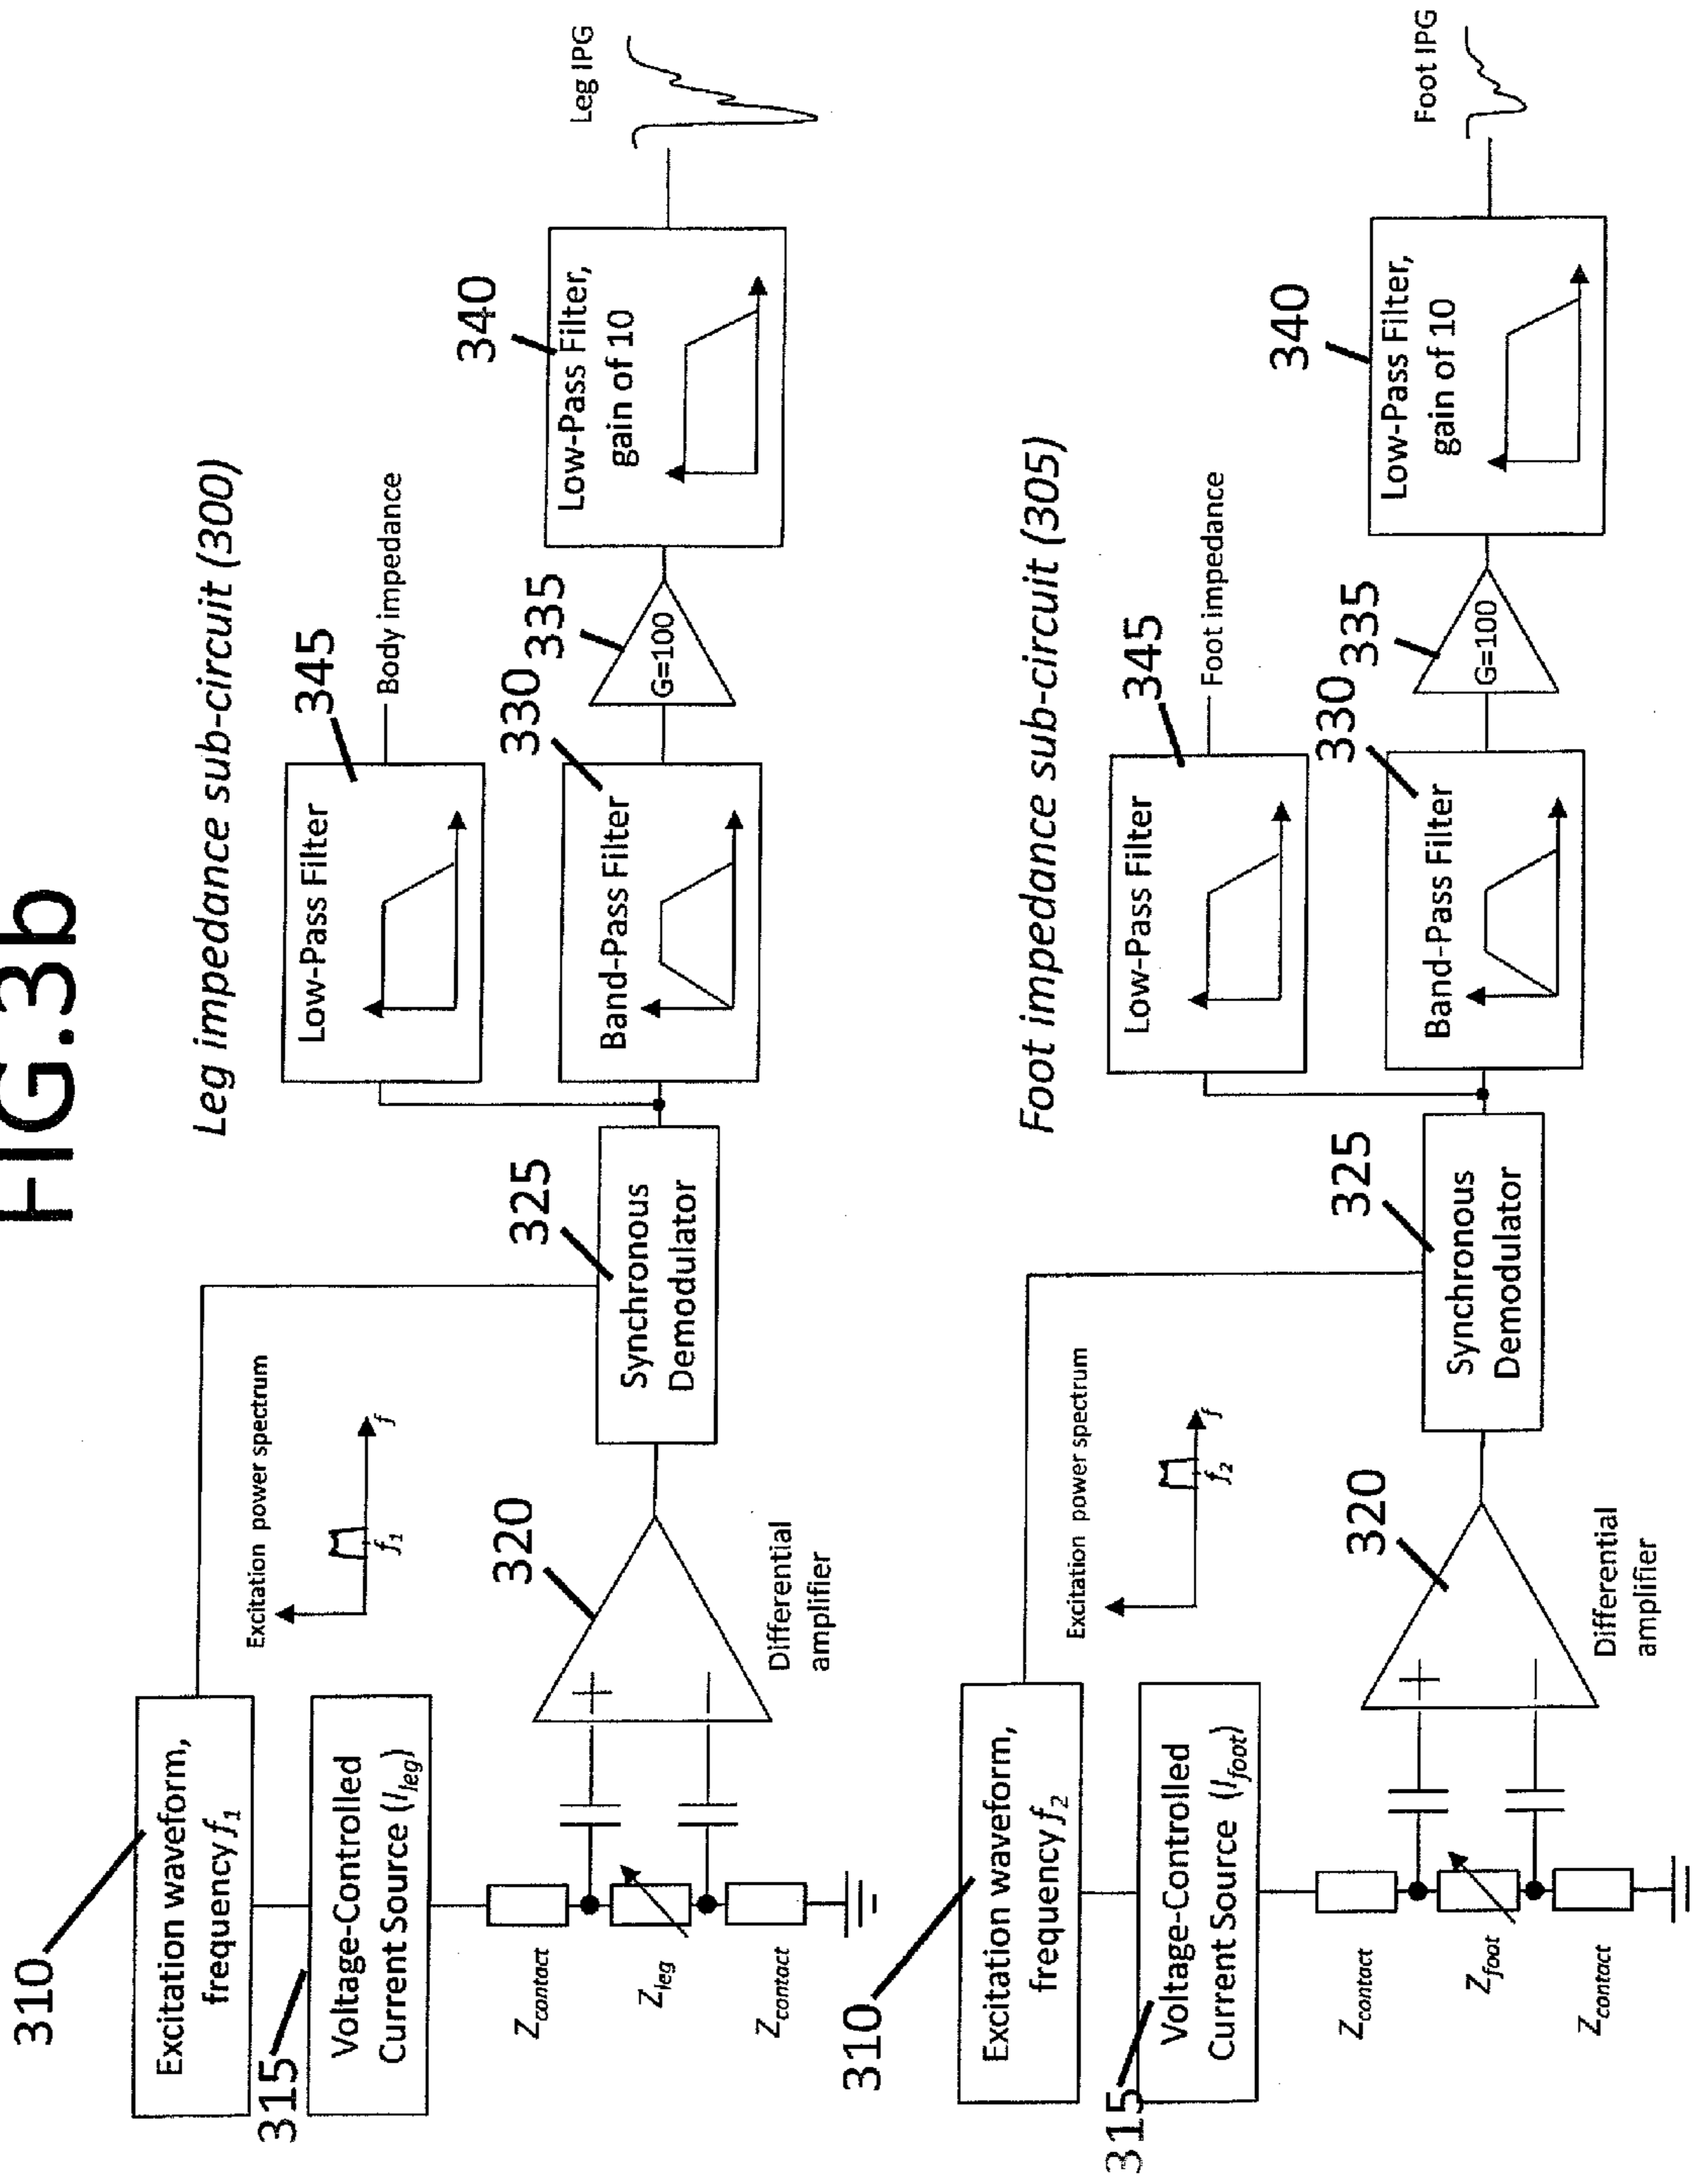 FIG.3b
Leg impedance sub-circuit (300)
310
Excitation waveform,
frequency f1
315
Voltage-Controlled
Current Source (Ileg)
Zcontact
Zleg
Zcontact
Excitation power spectrum
f1
f
320
+
−
Differential
amplifier
325
Synchronous
Demodulator
345
Low-Pass Filter
Body impedance
330
Band-Pass Filter
335
G=100
340
Low-Pass Filter,
gain of 10
Leg IPG
Foot impedance sub-circuit (305)
310
Excitation waveform,
frequency f2
315
Voltage-Controlled
Current Source (Ifoot)
Zcontact
Zfoot
Zcontact
Excitation power spectrum
f2
f
320
+
−
Differential
amplifier
325
Synchronous
Demodulator
345
Low-Pass Filter
Foot impedance
330
Band-Pass Filter
335
G=100
340
Low-Pass Filter,
gain of 10
Foot IPG